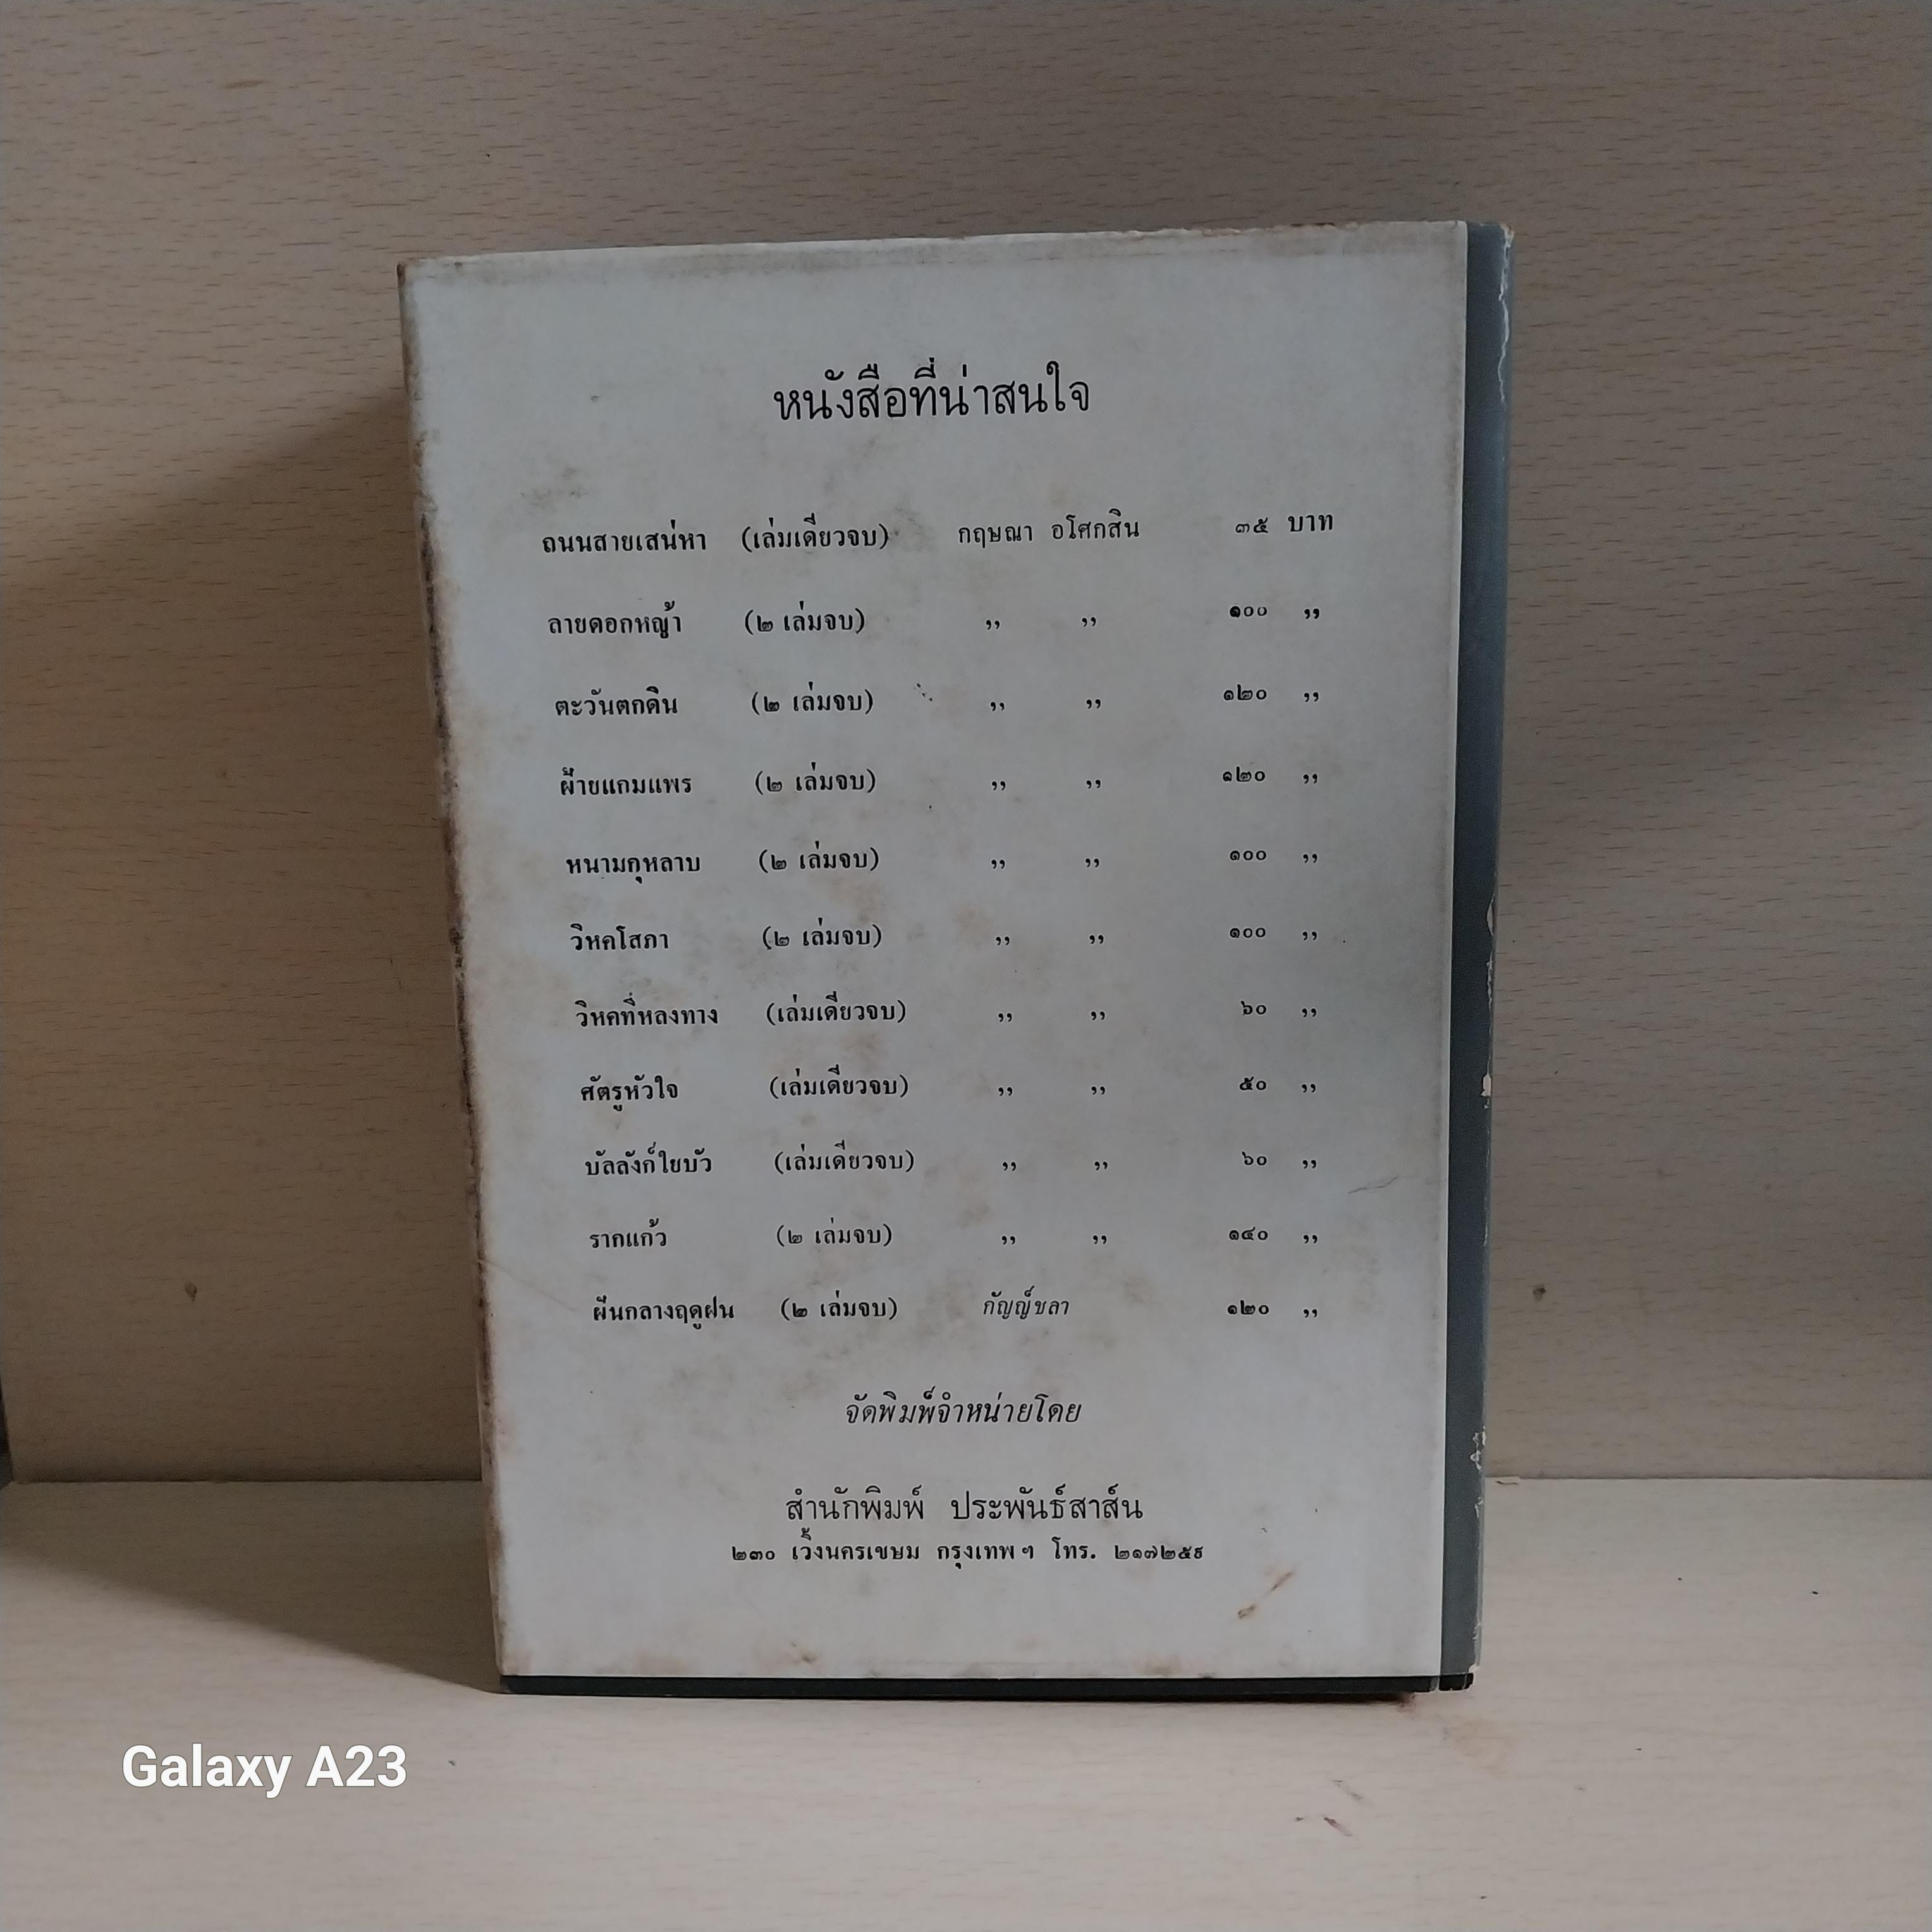 หนังสือที่น่าสนใจ
ถนนสายเสน่หา (เล่มเดียวจบ) กฤษณา อโศกสิน ๓๕ บาท
ลายดอกหญ้า (๒ เล่มจบ) ,, ,, ๑๐๐ ,,
ตะวันตกดิน (๒ เล่มจบ) ,, ,, ๑๒๐ ,,
ฝ้ายแกมแพร (๒ เล่มจบ) ,, ,, ๑๒๐ ,,
หนามกุหลาบ (๒ เล่มจบ) ,, ,, ๑๐๐ ,,
วิหคโสภา (๒ เล่มจบ) ,, ,, ๑๐๐ ,,
วิหคที่หลงทาง (เล่มเดียวจบ) ,, ,, ๖๐ ,,
ศัตรูหัวใจ (เล่มเดียวจบ) ,, ,, ๕๐ ,,
บัลลังก์ใยบัว (เล่มเดียวจบ) ,, ,, ๖๐ ,,
รากแก้ว (๒ เล่มจบ) ,, ,, ๑๔๐ ,,
ฝันกลางฤดูฝน (๒ เล่มจบ) กัญญ์ชลา ๑๒๐ ,,
จัดพิมพ์จำหน่ายโดย
สำนักพิมพ์ ประพันธ์สาส์น
๒๓๐ เวิ้งนครเขษม กรุงเทพฯ โทร. ๒๑๗๒๕๘
Galaxy A23